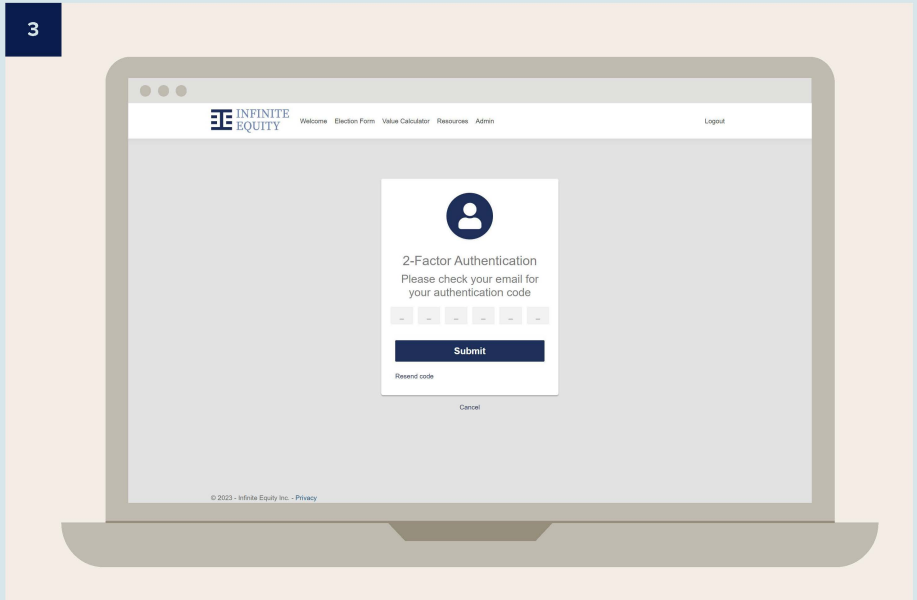 3
INFINITE
EQUITY
Welcome Election Form Value Calculator Resources Admin
Logout
2-Factor Authentication
Please check your email for
your authentication code
_ _ _ _ _ _
Submit
Resend code
Cancel
© 2023 - Infinite Equity Inc. - Privacy